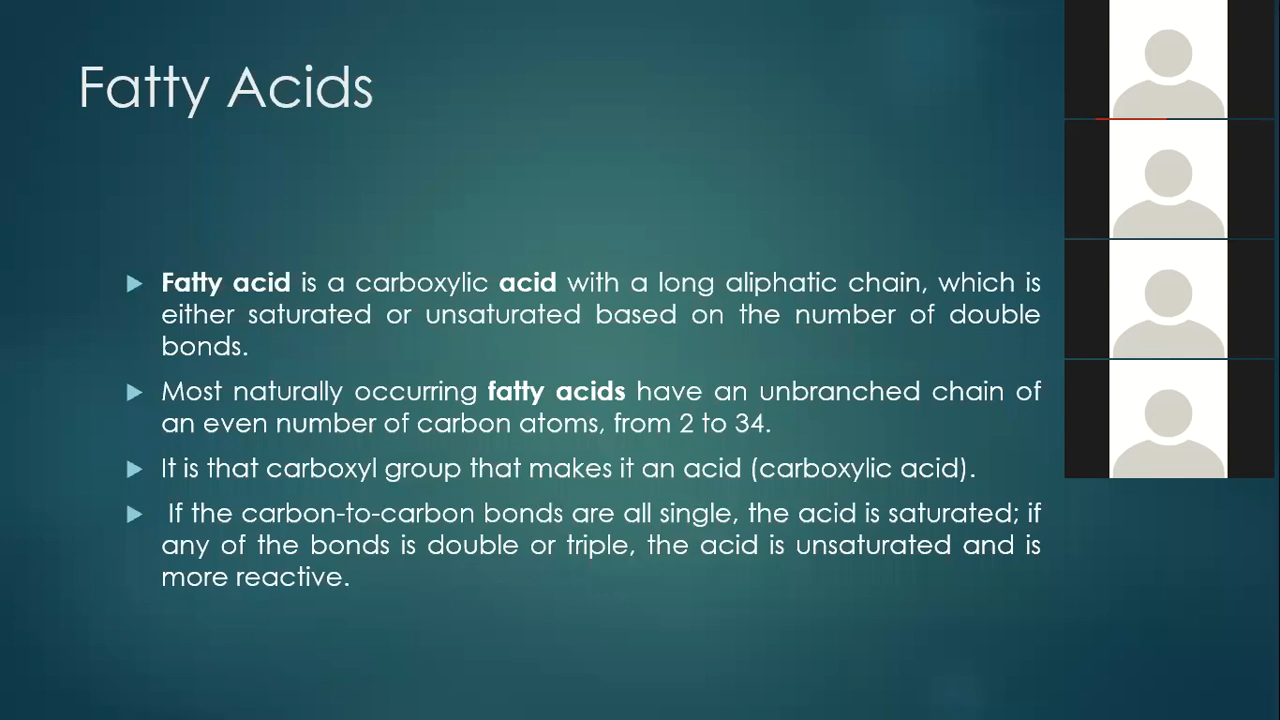 Fatty Acids
Fatty acid is a carboxylic acid with a long aliphatic chain, which is
either saturated or unsaturated based on the number of double
bonds.
Most naturally occurring fatty acids have an unbranched chain of
an even number of carbon atoms, from 2 to 34.
It is that carboxyl group that makes it an acid (carboxylic acid).
If the carbon-to-carbon bonds are all single, the acid is saturated; if
any of the bonds is double or triple, the acid is unsaturated and is
more reactive.